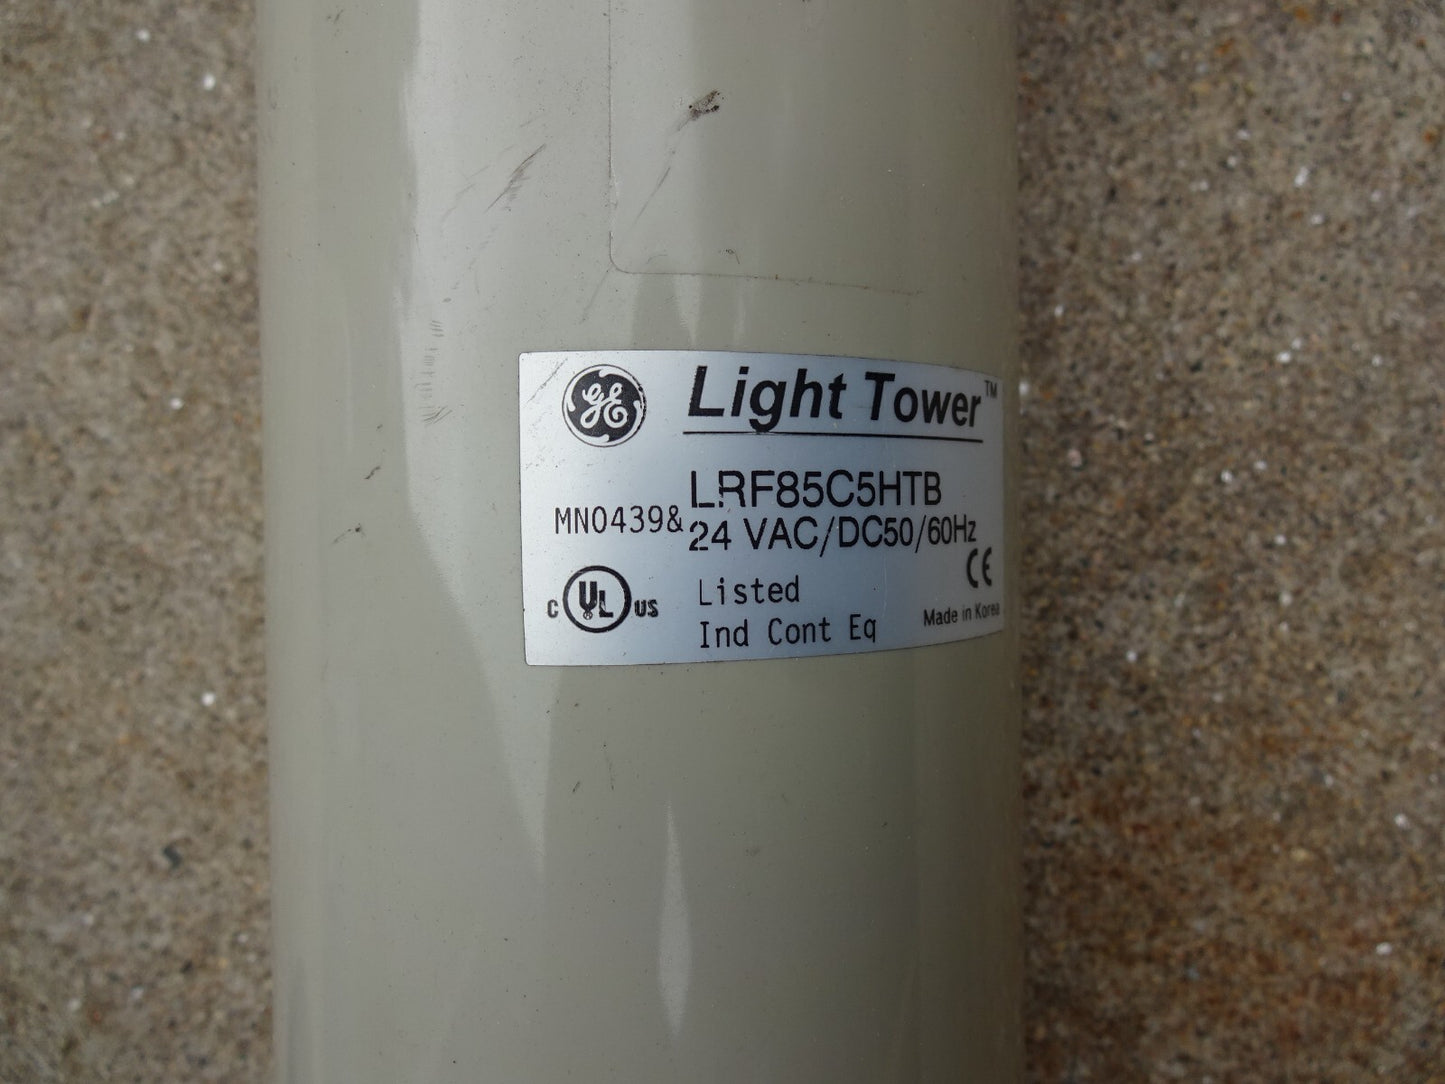 GE Light Tower™
LRF85C5HTB
MN0439& 24 VAC/DC50/60Hz
CE
C UL® US Listed
Ind Cont Eq
Made in Korea